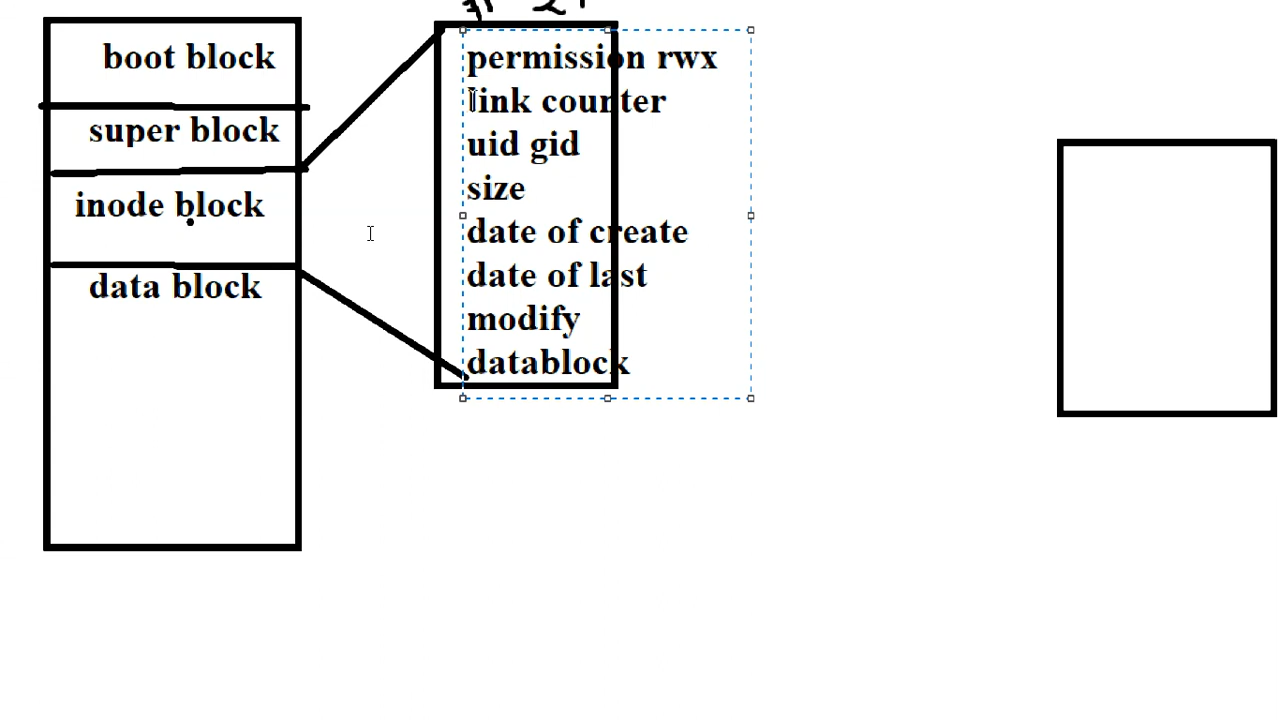 boot block
super block
inode block
data block
permission rwx
link counter
uid gid
size
date of create
date of last
modify
datablock